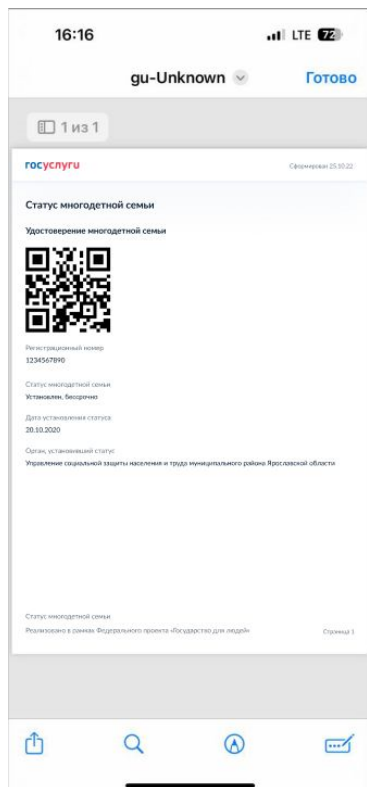 16:16
LTE 72
gu-Unknown
Готово
1 из 1
госуслуги
Сформирован 25.10.22
Статус многодетной семьи
Удостоверение многодетной семьи
Регистрационный номер
1234567890
Статус многодетной семьи
Установлен, бессрочно
Дата установления статуса
20.10.2020
Орган, установивший статус
Управление социальной защиты населения и труда муниципального района Ярославской области
Статус многодетной семьи
Реализовано в рамках Федерального проекта «Государство для людей»
Страница 1